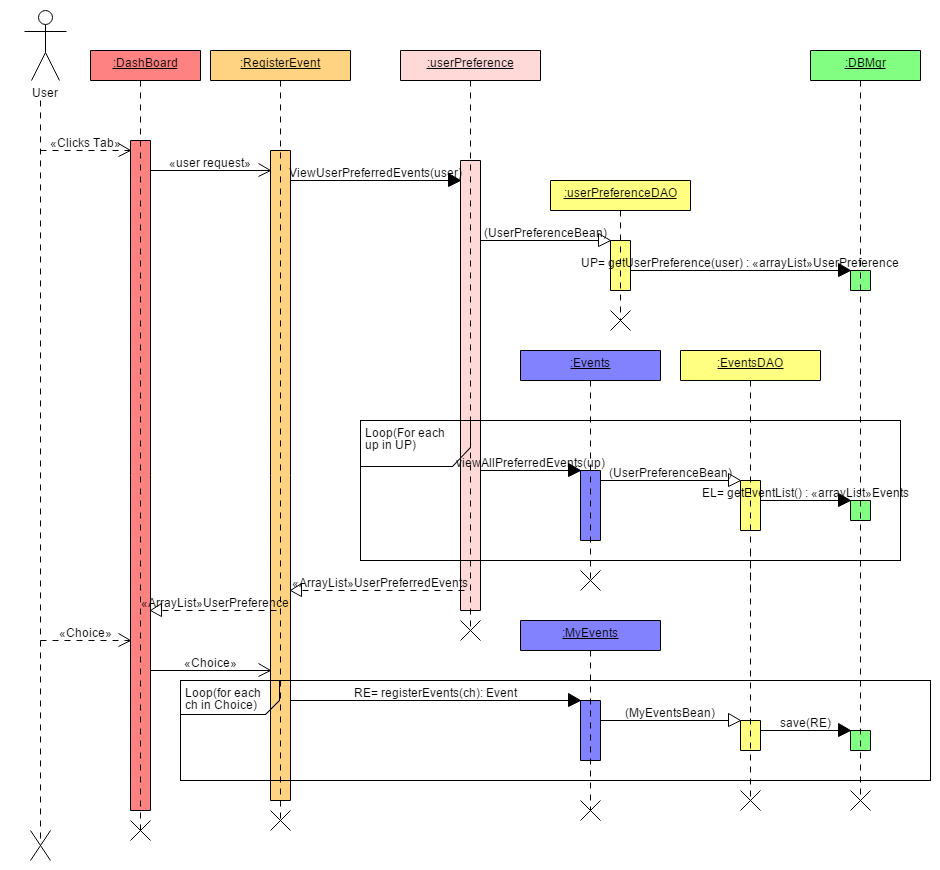 User
:DashBoard
:RegisterEvent
:userPreference
:DBMgr
«Clicks Tab»
«user request»
ViewUserPreferredEvents(user)
:userPreferenceDAO
(UserPreferenceBean)
UP= getUserPreference(user) : «arrayList»UserPreference
:Events
:EventsDAO
Loop(For each
up in UP)
viewAllPreferredEvents(up)
(UserPreferenceBean)
EL= getEventList() : «arrayList»Events
«ArrayList»UserPreferredEvents
«ArrayList»UserPreference
«Choice»
:MyEvents
«Choice»
Loop(for each
ch in Choice)
RE= registerEvents(ch): Event
(MyEventsBean)
save(RE)